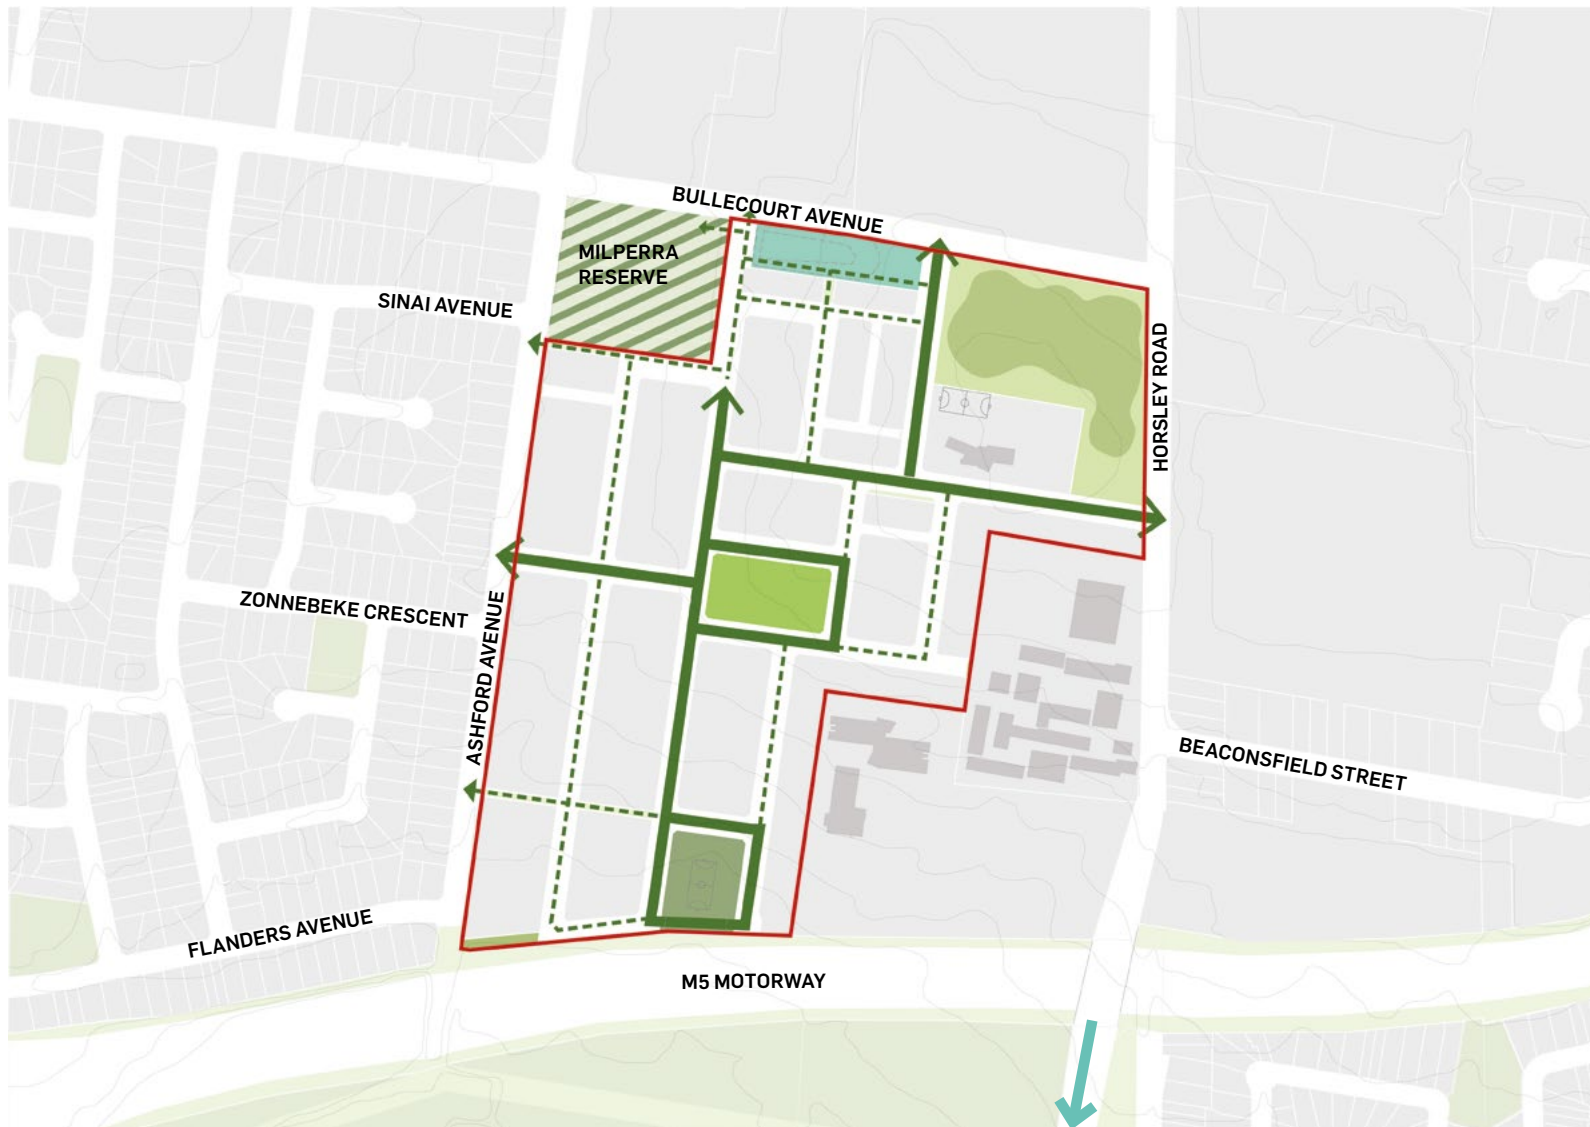 BULLECOURT AVENUE
MILPERRA
RESERVE
SINAI AVENUE
HORSLEY ROAD
ZONNEBEKE CRESCENT
ASHFORD AVENUE
BEACONSFIELD STREET
FLANDERS AVENUE
M5 MOTORWAY